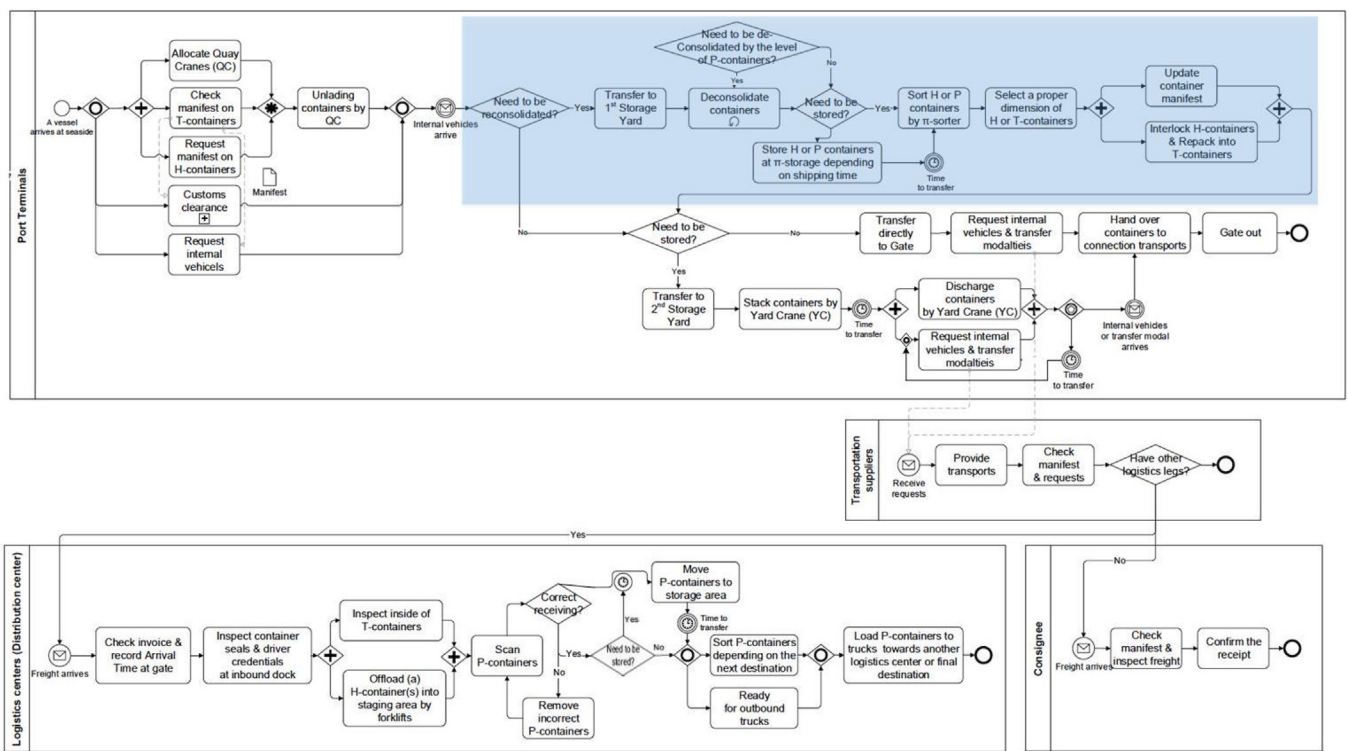 Port Terminals
A vessel
arrives at seaside
Allocate Quay
Cranes (QC)
Check
manifest on
T-containers
Request
manifest on
H-containers
Customs
clearance
Request
internal
vehicels
Manifest
Unlading
containers by
QC
Internal vehicles
arrive
Need to be
reconsolidated?
Yes
No
Transfer to
1st Storage
Yard
Need to be de-
Consolidated by the level
of P-containers?
Yes
No
Deconsolidate
containers
Need to be
stored?
Yes
Store H or P containers
at π-storage depending
on shipping time
Time
to transfer
Sort H or P
containers
by π-sorter
Select a proper
dimension of
H or T-containers
Update
container
manifest
Interlock H-containers
& Repack into
T-containers
Need to be
stored?
No
Yes
Transfer
directly
to Gate
Request internal
vehicles & transfer
modaltieis
Hand over
containers to
connection transports
Gate out
Transfer to
2nd Storage
Yard
Stack containers by
Yard Crane (YC)
Time
to transfer
Discharge
containers
by Yard Crane (YC)
Request internal
vehicles & transfer
modaltieis
Time
to transfer
Internal vehides
or transfer modal
arrives
Transportation
suppliers
Receive
requests
Provide
transports
Check
manifest
& requests
Have other
logistics legs?
Yes
No
Logistics centers (Distribution center)
Freight arrives
Check invoice &
record Arrival
Time at gate
Inspect container
seals & driver
credentials
at inbound dock
Inspect inside of
T-containers
Offload (a)
H-container(s) into
staging area by
forklifts
Scan
P-containers
Correct
receiving?
Yes
No
Remove
incorrect
P-containers
Need to be
stored?
Yes
No
Move
P-containers to
storage area
Time to
transfer
Sort P-containers
depending on the
next destination
Ready
for outbound
trucks
Load P-containers to
trucks towards another
logistics center or final
destination
Consignee
Freight arrives
Check
manifest &
inspect freight
Confirm the
receipt